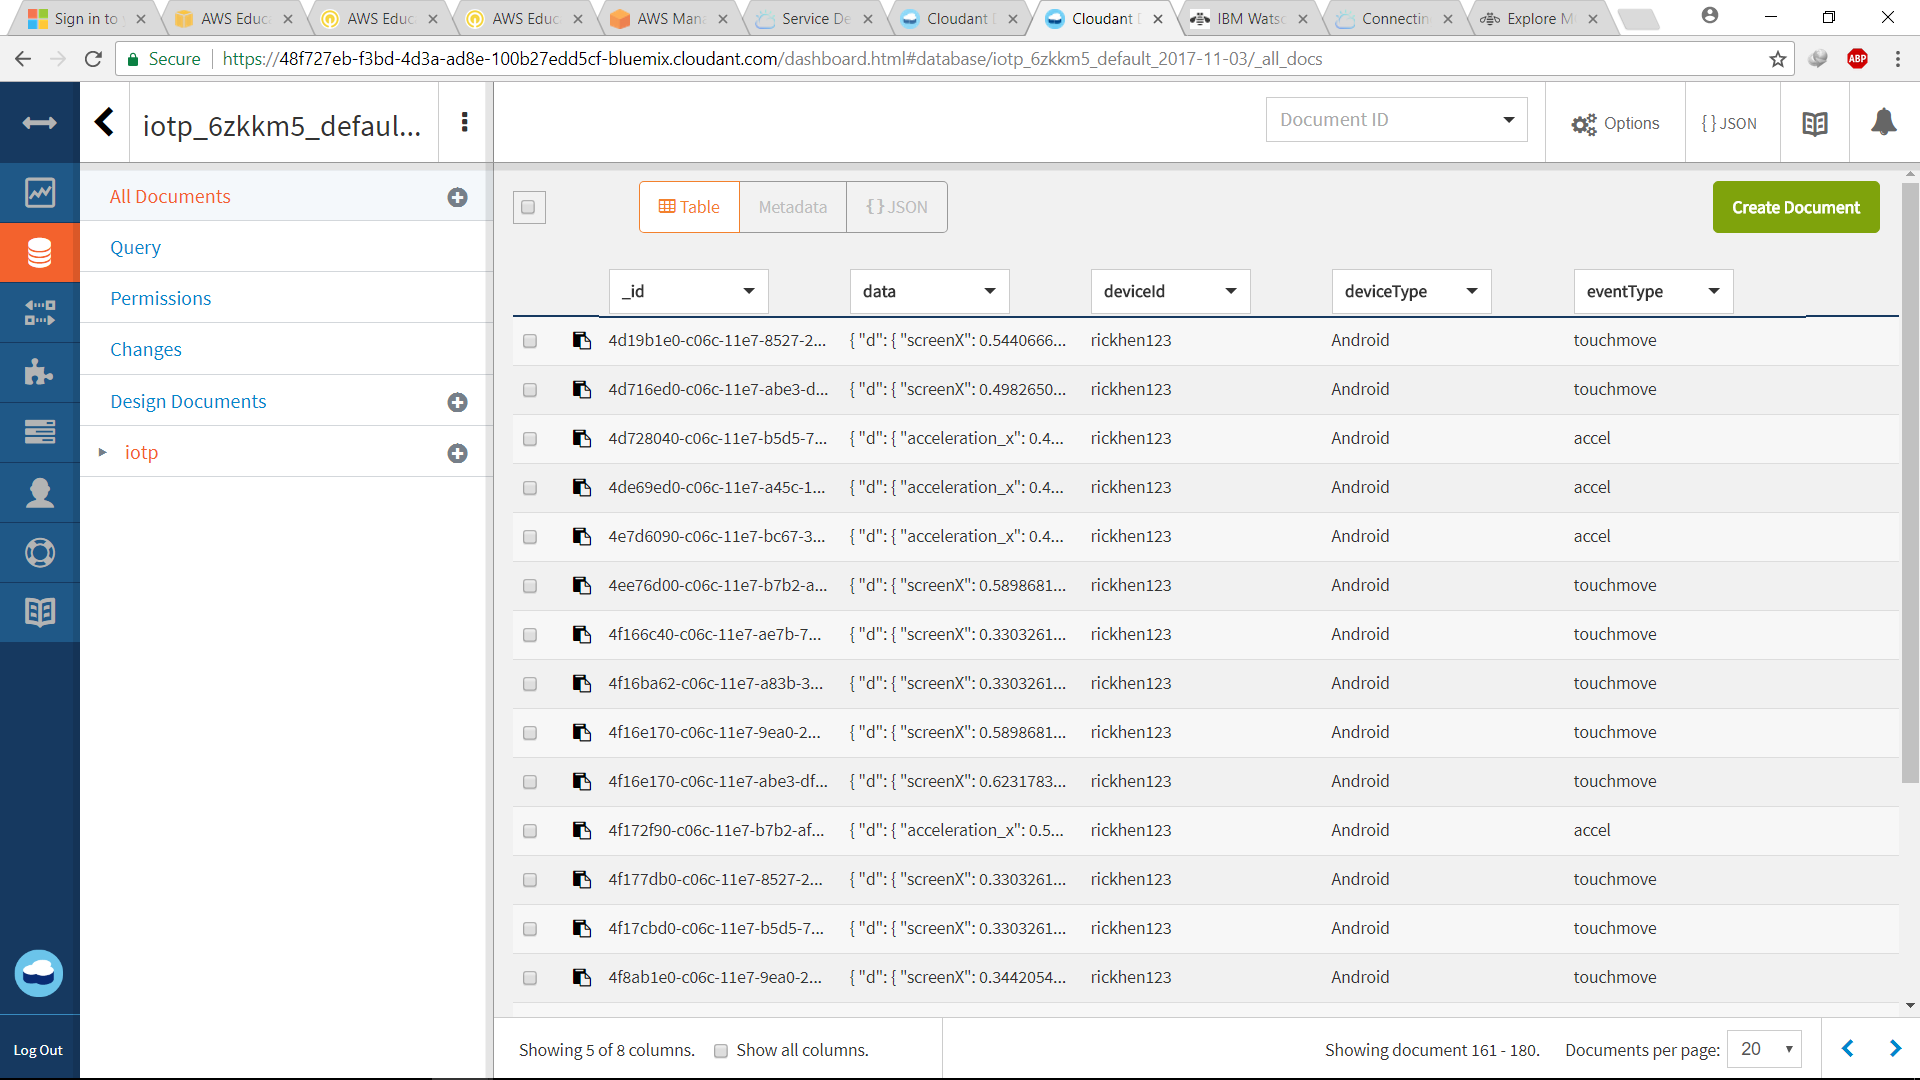 Sign in to y
AWS Educ
AWS Educ
AWS Educ
AWS Mana
Service De
Cloudant D
Cloudant D
IBM Watso
Connectin
Explore M
Secure
https://48f727eb-f3bd-4d3a-ad8e-100b27edd5cf-bluemix.cloudant.com/dashboard.html#database/iotp_6zkkm5_default_2017-11-03/_all_docs
ABP
iotp_6zkkm5_defaul...
Document ID
Options
{ } JSON
All Documents
Query
Permissions
Changes
Design Documents
iotp
Log Out
Table
Metadata
{ } JSON
Create Document
_id data deviceId deviceType eventType
4d19b1e0-c06c-11e7-8527-2... { "d": { "screenX": 0.5440666... rickhen123 Android touchmove
4d716ed0-c06c-11e7-abe3-d... { "d": { "screenX": 0.4982650... rickhen123 Android touchmove
4d728040-c06c-11e7-b5d5-7... { "d": { "acceleration_x": 0.4... rickhen123 Android accel
4de69ed0-c06c-11e7-a45c-1... { "d": { "acceleration_x": 0.4... rickhen123 Android accel
4e7d6090-c06c-11e7-bc67-3... { "d": { "acceleration_x": 0.4... rickhen123 Android accel
4ee76d00-c06c-11e7-b7b2-a... { "d": { "screenX": 0.5898681... rickhen123 Android touchmove
4f166c40-c06c-11e7-ae7b-7... { "d": { "screenX": 0.3303261... rickhen123 Android touchmove
4f16ba62-c06c-11e7-a83b-3... { "d": { "screenX": 0.3303261... rickhen123 Android touchmove
4f16e170-c06c-11e7-9ea0-2... { "d": { "screenX": 0.5898681... rickhen123 Android touchmove
4f16e170-c06c-11e7-abe3-df... { "d": { "screenX": 0.6231783... rickhen123 Android touchmove
4f172f90-c06c-11e7-b7b2-af... { "d": { "acceleration_x": 0.5... rickhen123 Android accel
4f177db0-c06c-11e7-8527-2... { "d": { "screenX": 0.3303261... rickhen123 Android touchmove
4f17cbd0-c06c-11e7-b5d5-7... { "d": { "screenX": 0.3303261... rickhen123 Android touchmove
4f8ab1e0-c06c-11e7-9ea0-2... { "d": { "screenX": 0.3442054... rickhen123 Android touchmove
Showing 5 of 8 columns.
Show all columns.
Showing document 161 - 180.
Documents per page: 20